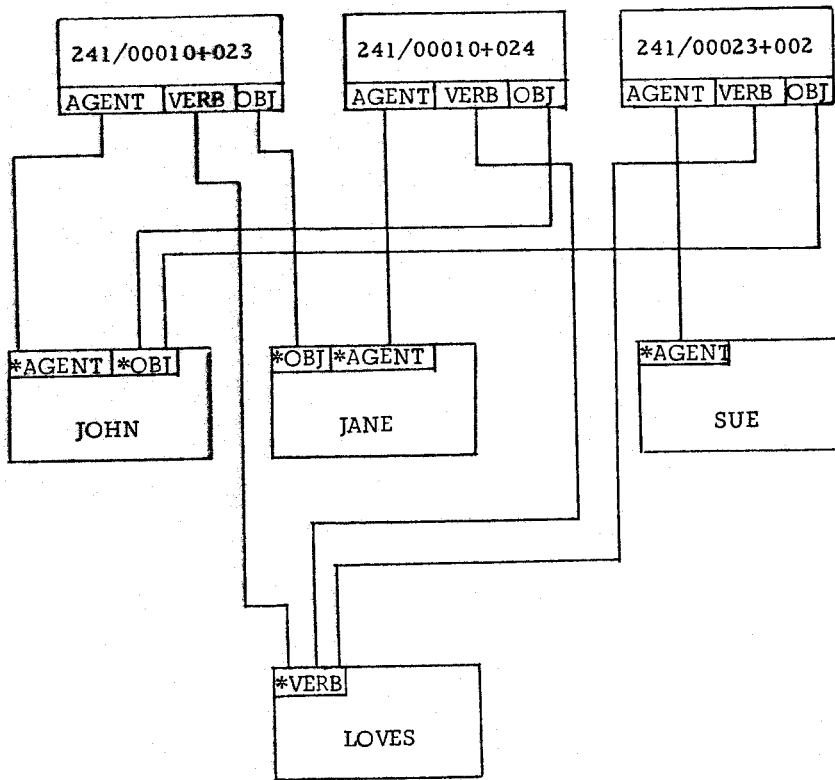 241/00010+023 241/00010+024 241/00023+002
AGENT VERB OBJ AGENT VERB OBJ AGENT VERB OBJ
*AGENT *OBJ *OBJ *AGENT *AGENT
JOHN JANE SUE
*VERB
LOVES